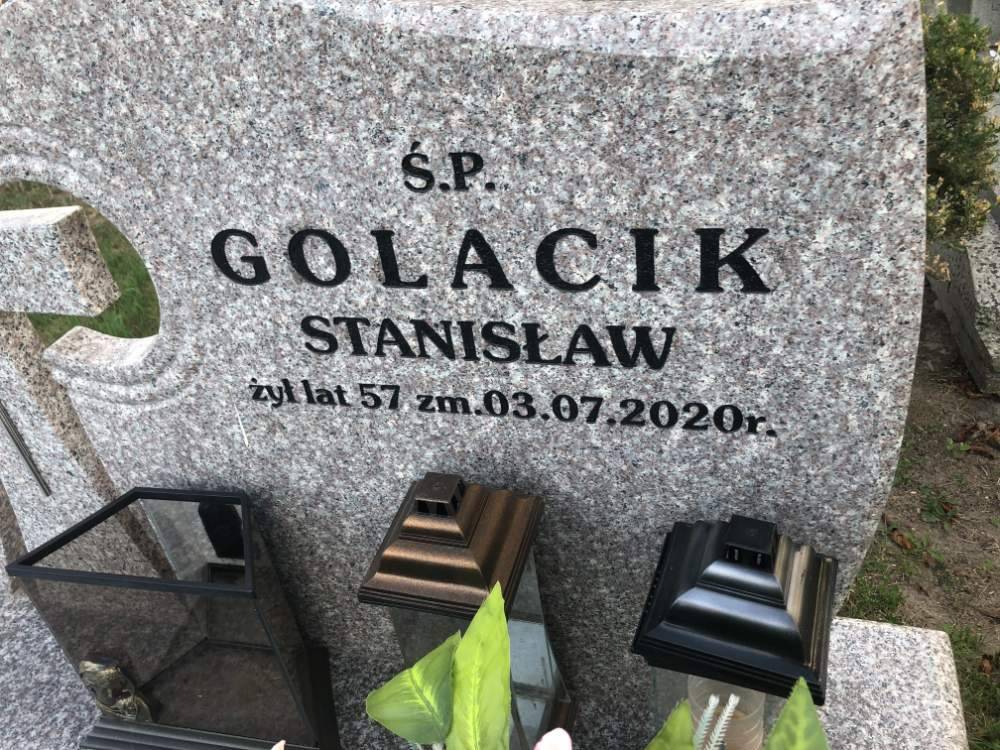 Ś.P.
GOLACIK
STANISŁAW
żył lat 57 zm.03.07.2020r.